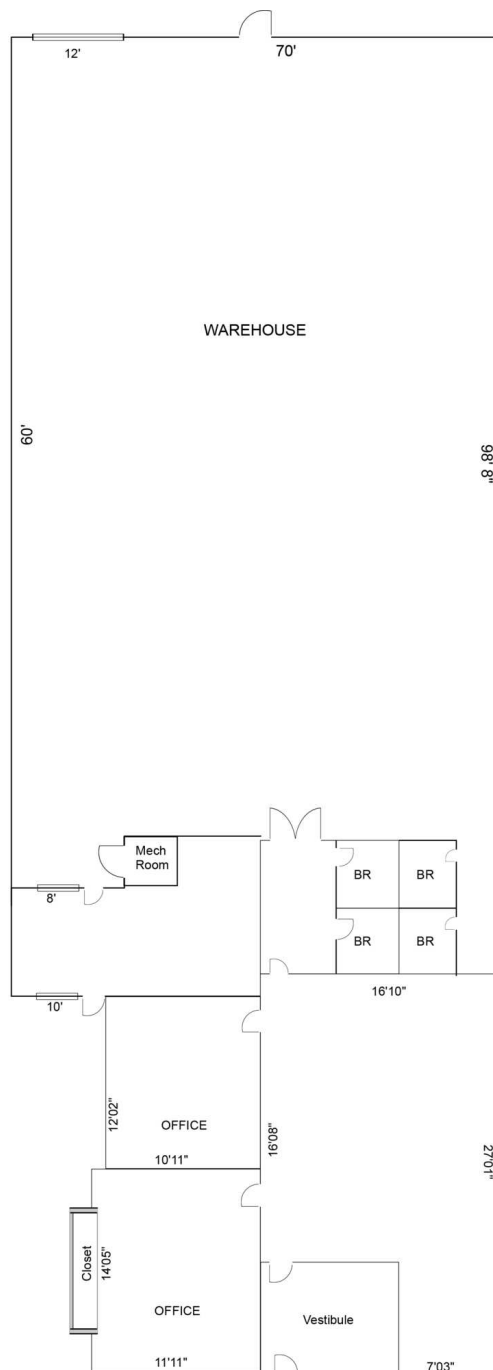 12'
70'
WAREHOUSE
60'
98' 8"
Mech
Room
BR
BR
8'
BR
BR
16'10"
10'
12'02"
OFFICE
16'08"
10'11"
27'01"
Closet
14'05"
OFFICE
Vestibule
11'11"
7'03"